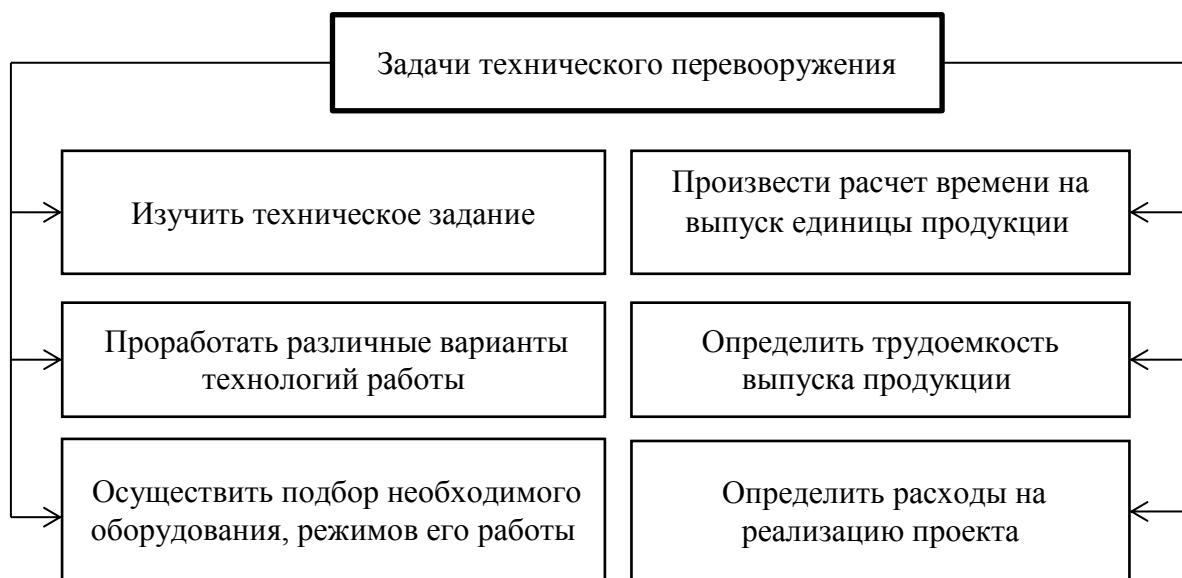 Задачи технического перевооружения
Изучить техническое задание
Проработать различные варианты
технологий работы
Осуществить подбор необходимого
оборудования, режимов его работы
Произвести расчет времени на
выпуск единицы продукции
Определить трудоемкость
выпуска продукции
Определить расходы на
реализацию проекта